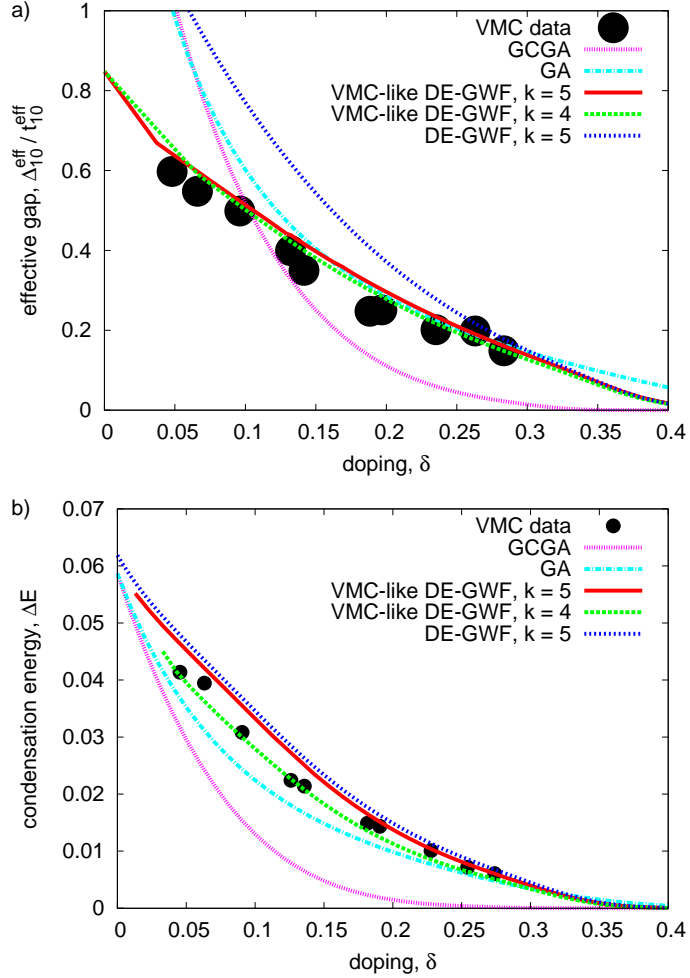 a)
1
0.8
0.6
0.4
0.2
0
effective gap, Δ₁₀^eff / t₁₀^eff
VMC data
GCGA
GA
VMC-like DE-GWF, k = 5
VMC-like DE-GWF, k = 4
DE-GWF, k = 5
0 0.05 0.1 0.15 0.2 0.25 0.3 0.35 0.4
doping, δ
b)
0.07
0.06
0.05
0.04
0.03
0.02
0.01
0
condensation energy, ΔE
VMC data
GCGA
GA
VMC-like DE-GWF, k = 5
VMC-like DE-GWF, k = 4
DE-GWF, k = 5
0 0.05 0.1 0.15 0.2 0.25 0.3 0.35 0.4
doping, δ